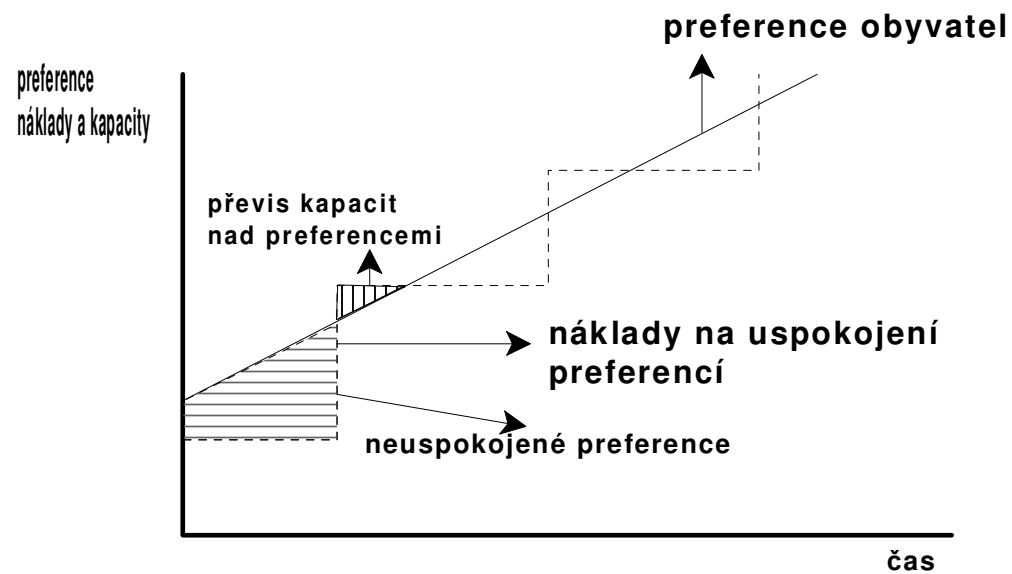 preference obyvatel
preference
náklady a kapacity
převis kapacit
nad preferencemi
náklady na uspokojení
preferencí
neuspokojené preference
čas